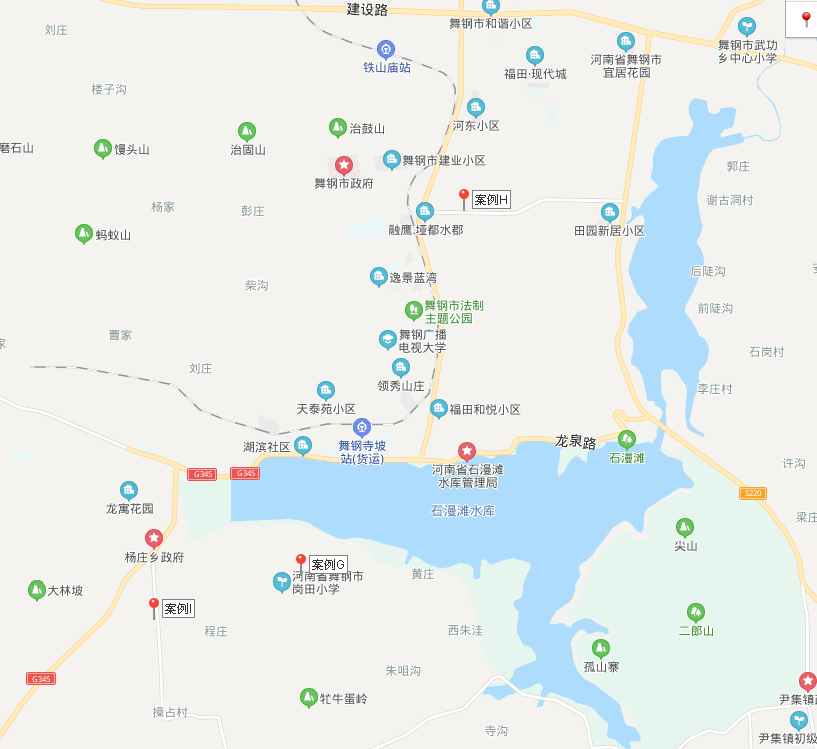 建设路
舞钢市和谐小区
刘庄
舞钢市武功
乡中心小学
铁山庙站
福田·现代城
河南省舞钢市
宜居花园
楼子沟
河东小区
治鼓山
治固山
磨石山
馒头山
舞钢市建业小区
舞钢市政府
郭庄
案例H
谢古洞村
杨家
彭庄
融鹰.垭都水郡
田园新居小区
蚂蚁山
逸景蓝湾
后陡沟
柴沟
舞钢市法制
主题公园
前陡沟
曹家
舞钢广播
电视大学
石岗村
刘庄
领秀山庄
李庄村
天泰苑小区
福田和悦小区
湖滨社区
舞钢寺坡
站(货运)
龙泉路
石漫滩
许沟
G345
G345
河南省石漫滩
水库管理局
S220
龙寓花园
石漫滩水库
梁庄
尖山
杨庄乡政府
案例G
河南省舞钢市
岗田小学
黄庄
大林坡
案例I
程庄
西朱洼
二郎山
孤山寨
朱咀沟
G345
牤牛蛋岭
尹集镇政
操占村
寺沟
尹集镇初级